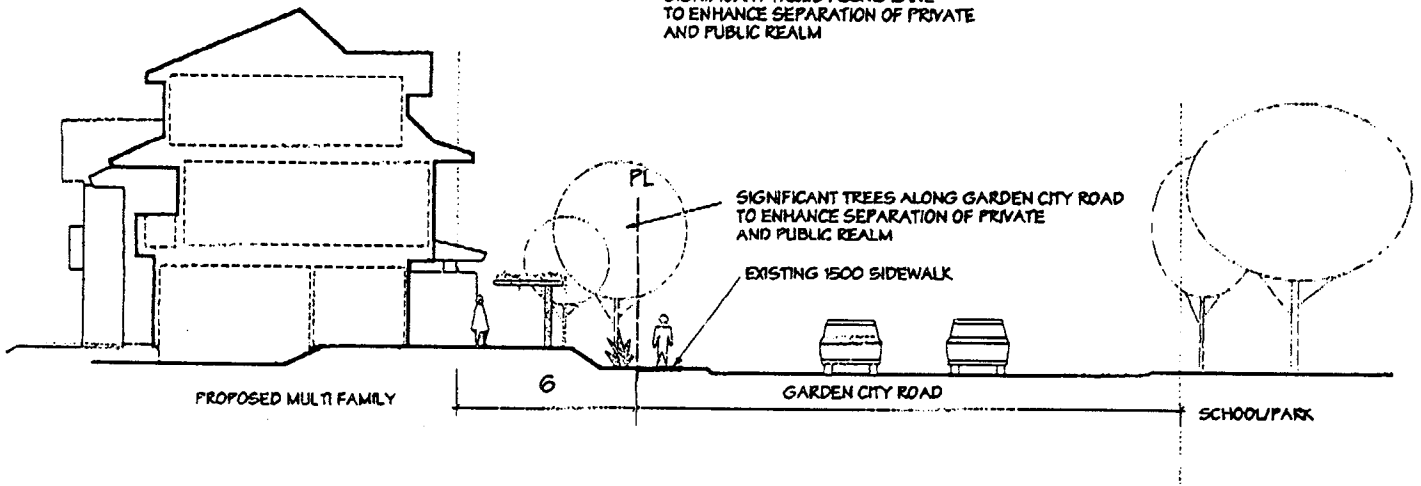 TO ENHANCE SEPARATION OF PRIVATE
AND PUBLIC REALM
PL
SIGNIFICANT TREES ALONG GARDEN CITY ROAD
TO ENHANCE SEPARATION OF PRIVATE
AND PUBLIC REALM
EXISTING 1500 SIDEWALK
PROPOSED MULTI FAMILY
6
GARDEN CITY ROAD
SCHOOL/PARK